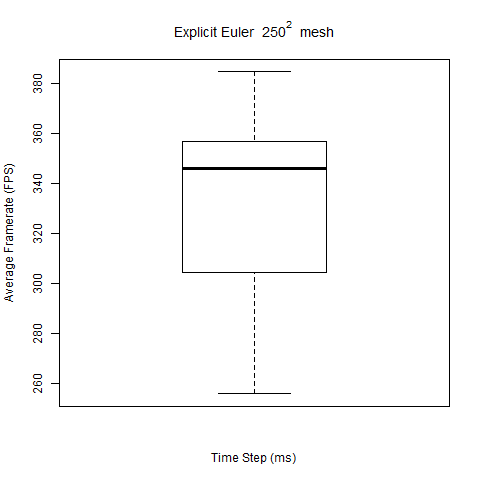 Explicit Euler 250² mesh
Average Framerate (FPS)
380
360
340
320
300
280
260
Time Step (ms)